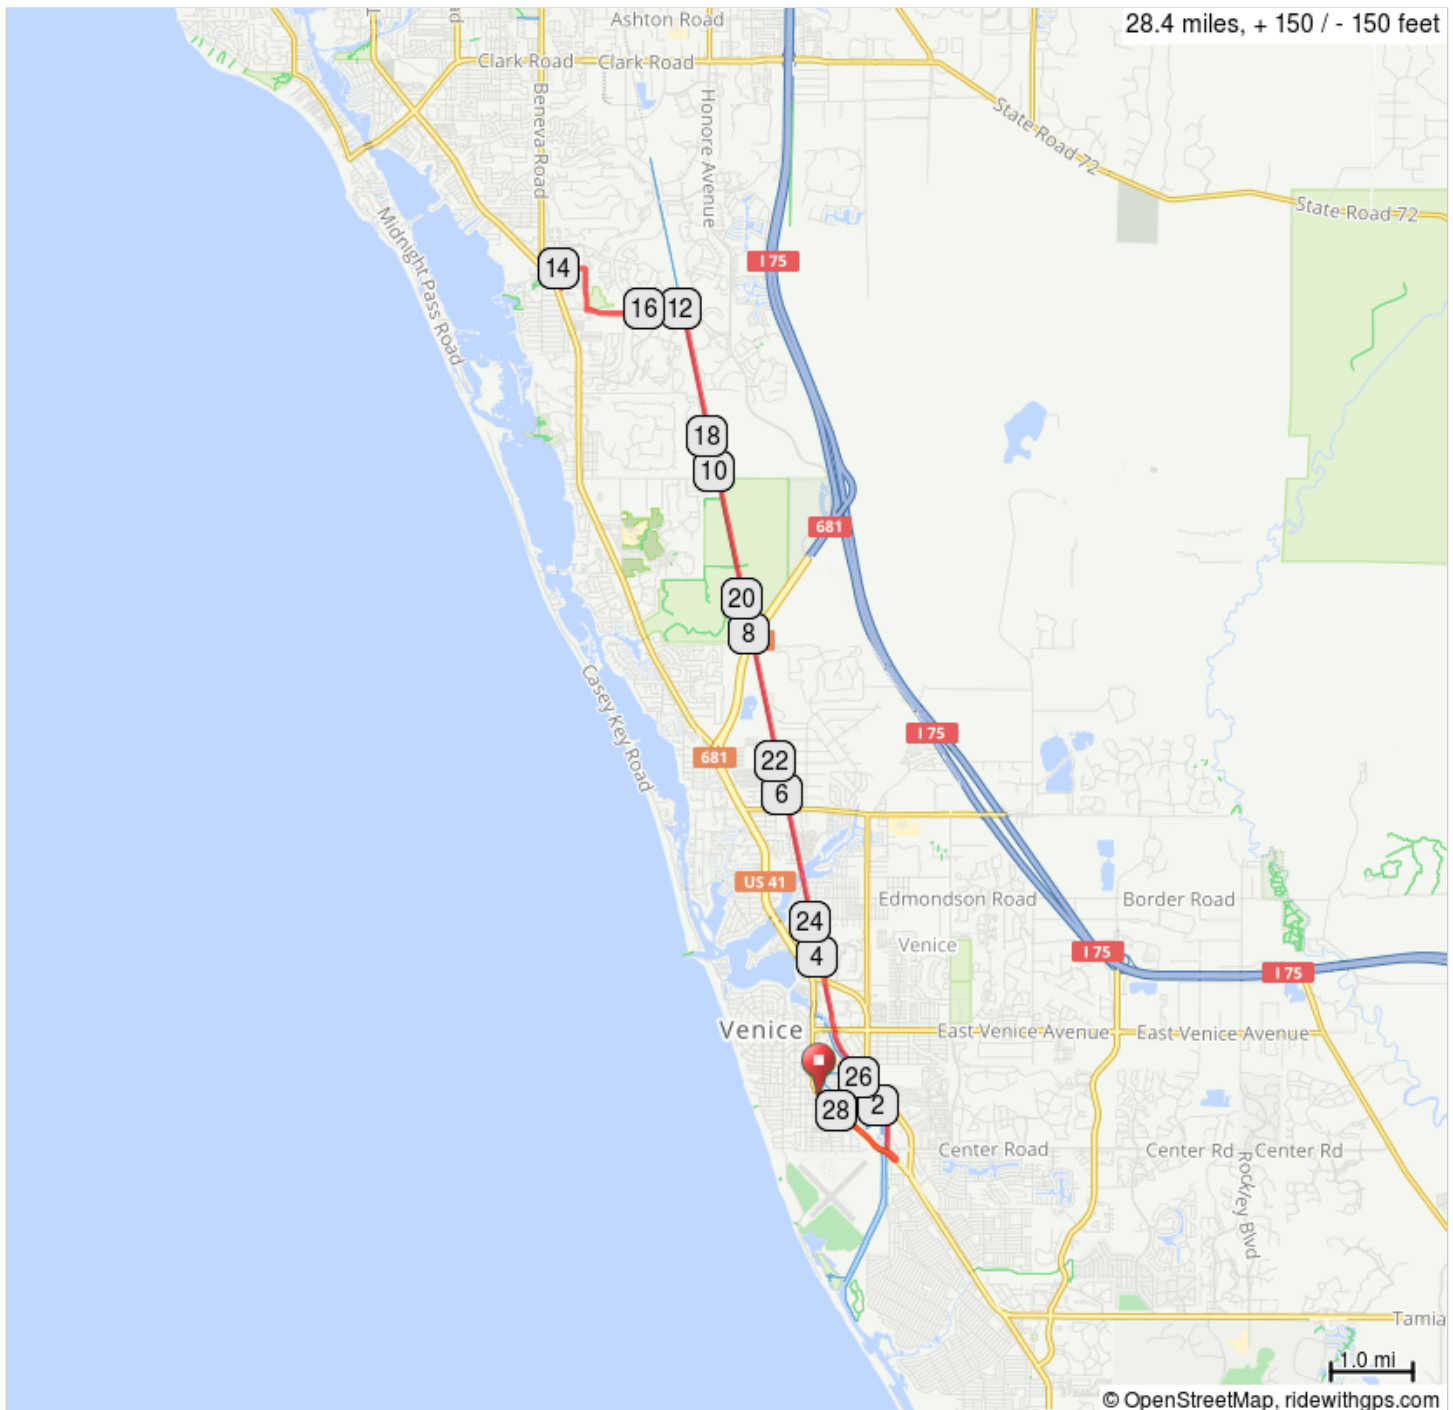 28.4 miles, + 150 / - 150 feet
Ashton Road
Clark Road
Clark Road
Beneva Road
Honore Avenue
State Road 72
State Road 72
Midnight Pass Road
I 75
14
16
12
18
10
681
20
8
Casey Key Road
I 75
681
22
6
US 41
Edmondson Road
Border Road
24
Venice
4
I 75
I 75
Venice
East Venice Avenue
East Venice Avenue
26
2
28
Center Road
Center Rd
Center Rd
Rockley Blvd
Tamia
1.0 mi
© OpenStreetMap, ridewithgps.com